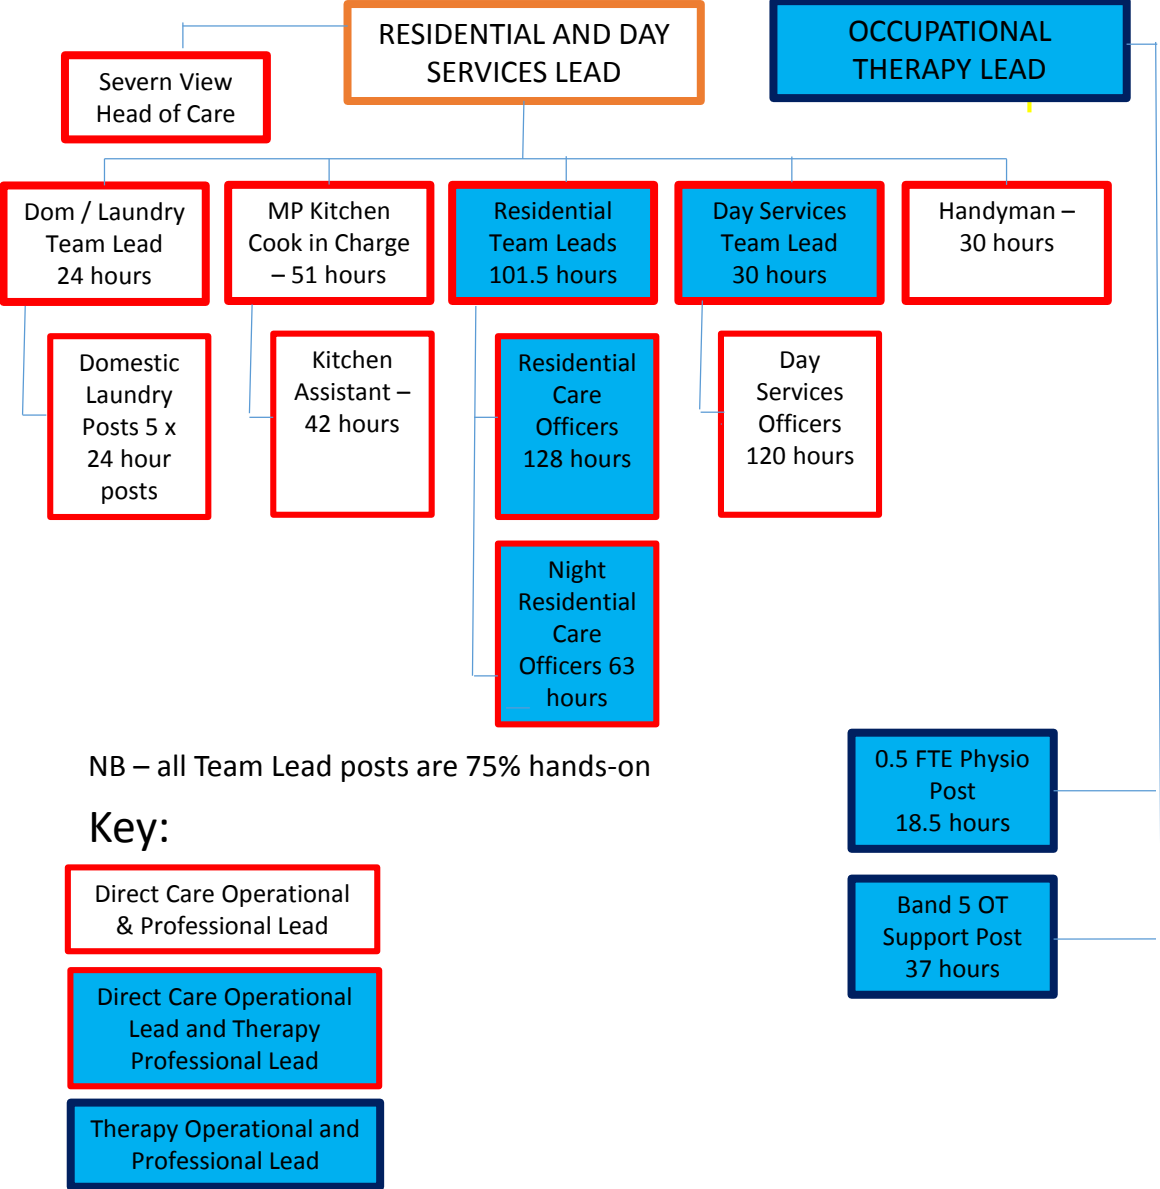 RESIDENTIAL AND DAY
SERVICES LEAD
OCCUPATIONAL
THERAPY LEAD
Severn View
Head of Care
Dom / Laundry
Team Lead
24 hours
MP Kitchen
Cook in Charge
– 51 hours
Residential
Team Leads
101.5 hours
Day Services
Team Lead
30 hours
Handyman –
30 hours
Domestic
Laundry
Posts 5 x
24 hour
posts
Kitchen
Assistant –
42 hours
Residential
Care
Officers
128 hours
Day
Services
Officers
120 hours
Night
Residential
Care
Officers 63
hours
NB – all Team Lead posts are 75% hands-on
0.5 FTE Physio
Post
18.5 hours
Band 5 OT
Support Post
37 hours
Key:
Direct Care Operational
& Professional Lead
Direct Care Operational
Lead and Therapy
Professional Lead
Therapy Operational and
Professional Lead